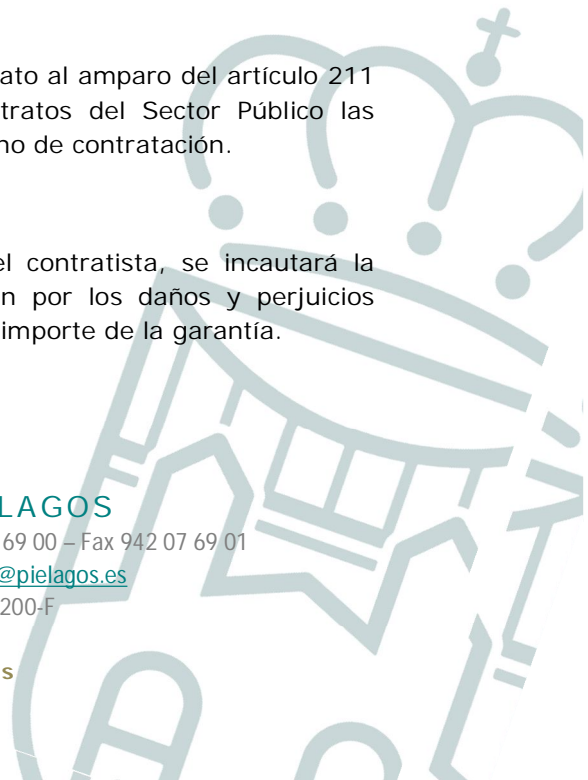 ato al amparo del artículo 211
tratos del Sector Público las
no de contratación.
el contratista, se incautará la
n por los daños y perjuicios
importe de la garantía.
LAGOS
69 00 – Fax 942 07 69 01
@pielagos.es
200-F
s